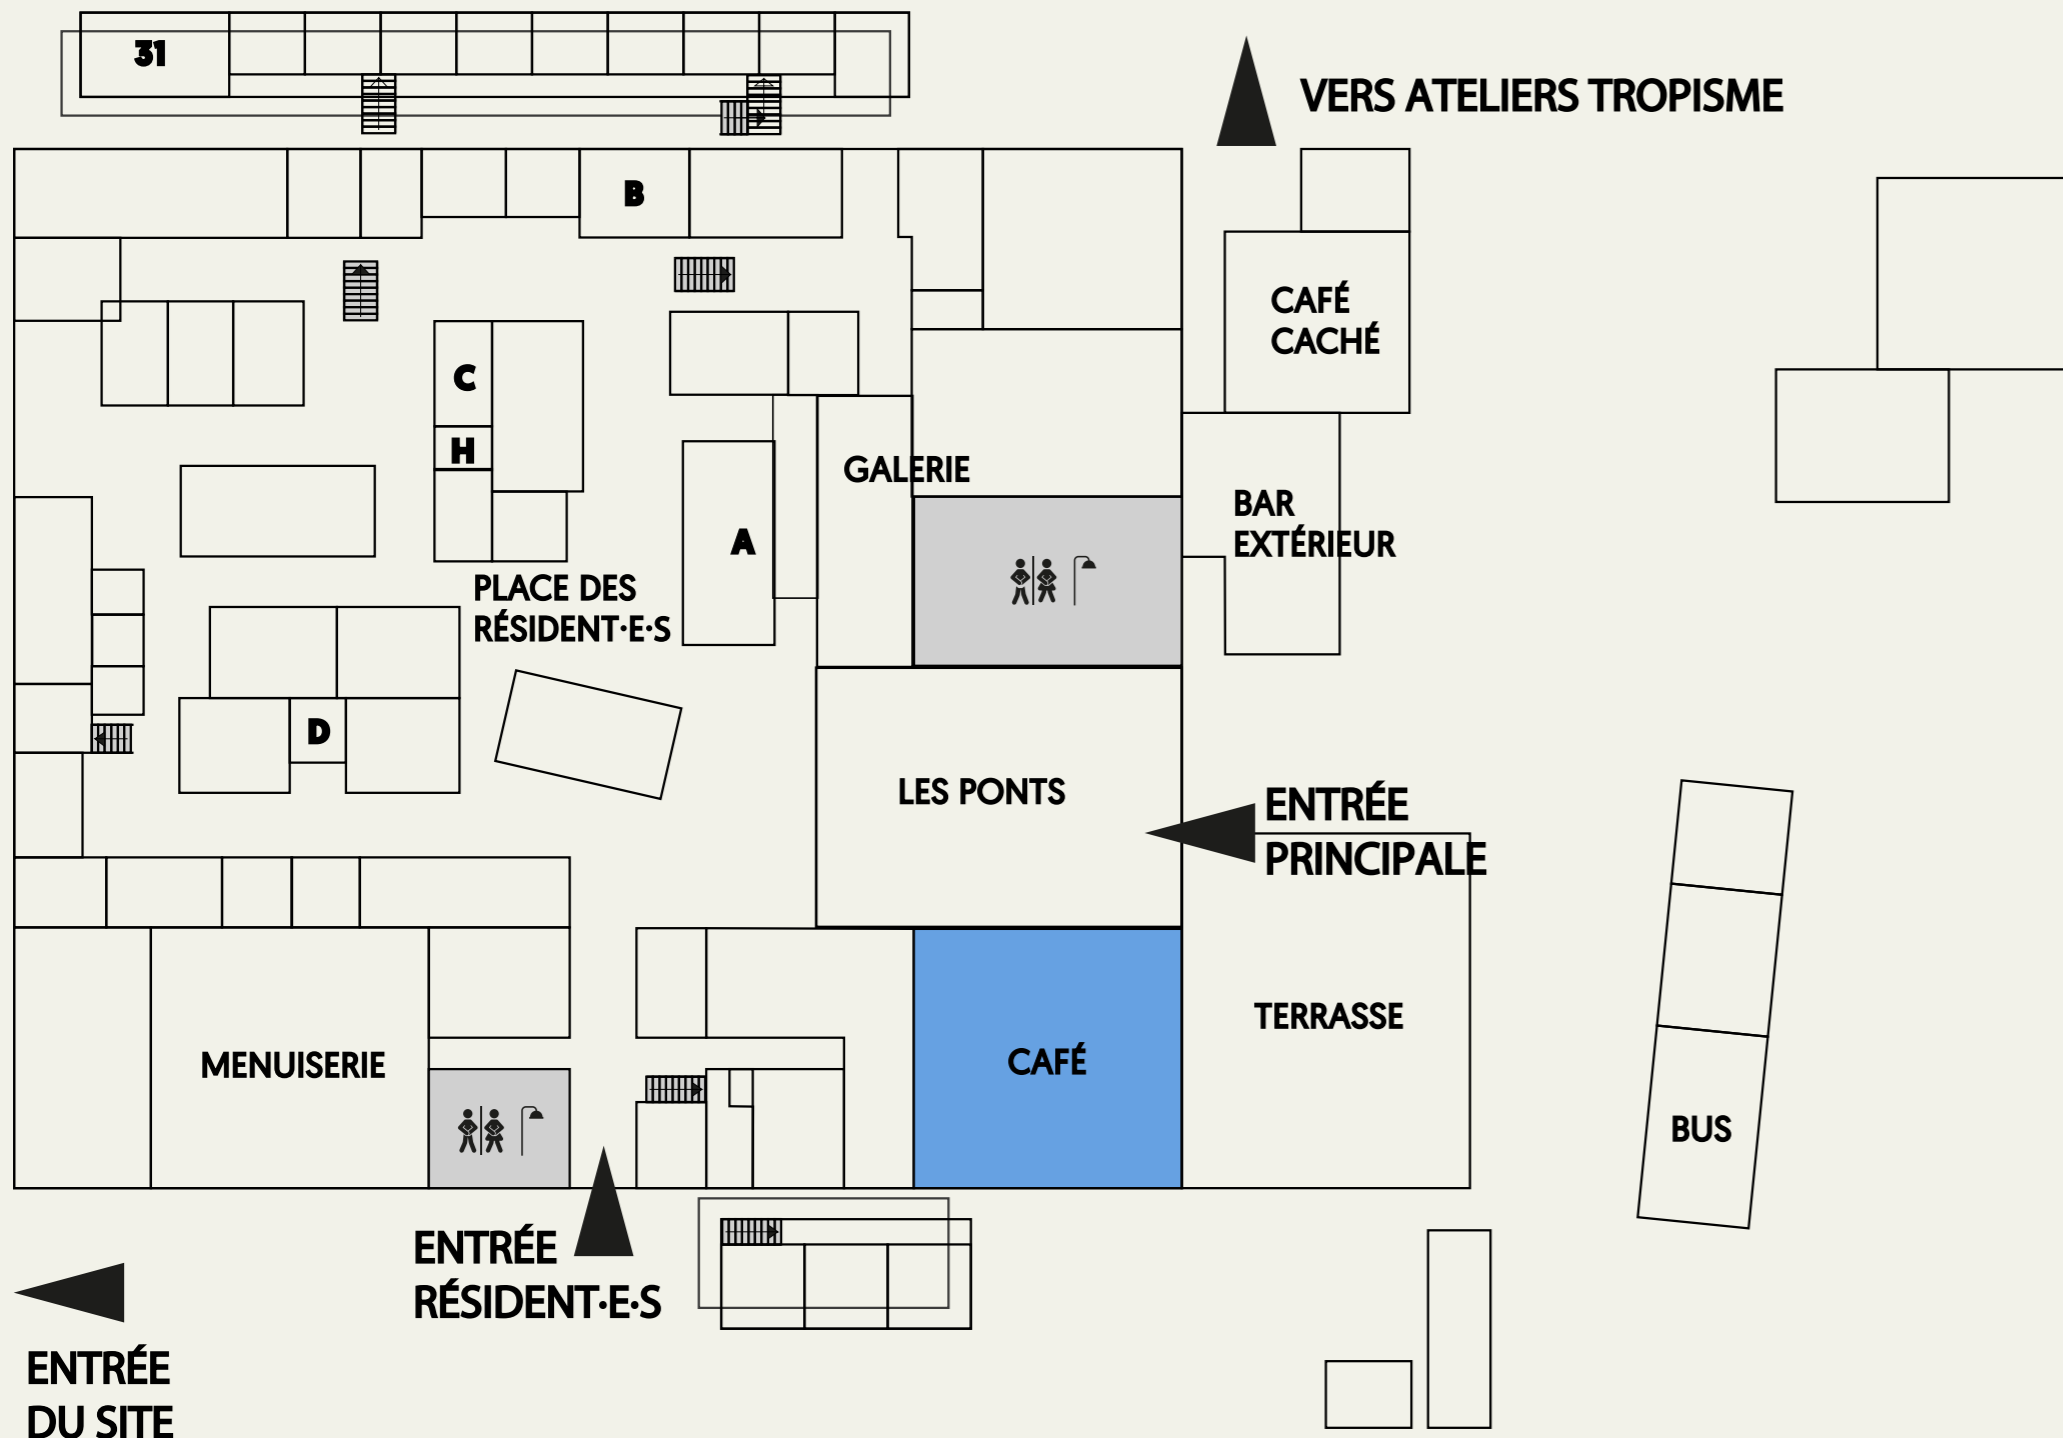 31
VERS ATELIERS TROPISME
B
CAFÉ
CACHÉ
C
H
GALERIE
BAR
EXTÉRIEUR
A
PLACE DES
RÉSIDENT·E·S
D
LES PONTS
ENTRÉE
PRINCIPALE
TERRASSE
MENUISERIE
CAFÉ
BUS
ENTRÉE
RÉSIDENT·E·S
ENTRÉE
DU SITE